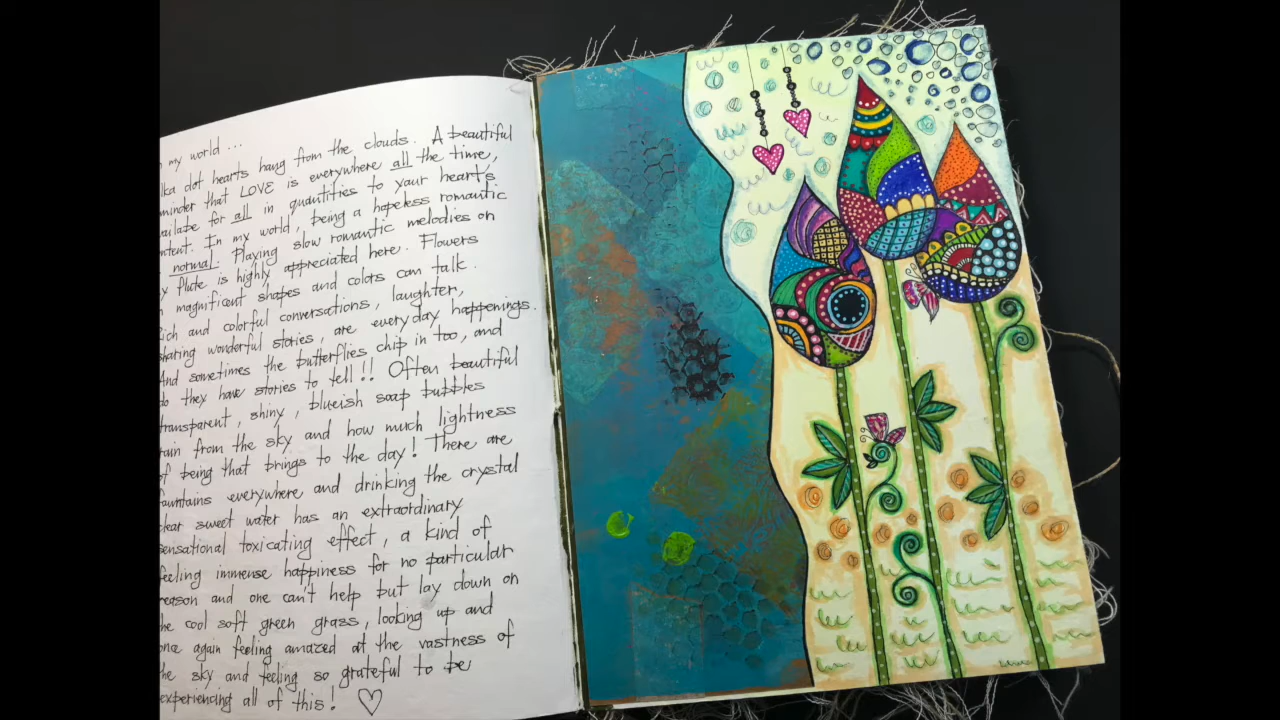 my world...
lka dot hearts hang from the clouds. A beautiful
minder that LOVE is everywhere all the time,
vailable for all in quantities to your heart's
ntent. In my world, being a hopeless romantic
normal. Playing slow romantic melodies on
y flute is highly appreciated here. Flowers
magnificent shapes and colors can talk.
ich and colorful conversations, laughter,
sharing wonderful stories, are everyday happenings.
And sometimes the butterflies chip in too, and
do they have stories to tell!! Often beautiful
transparent, shiny, blueish soap bubbles
rain from the sky and how much lightness
of being that brings to the day! There are
fountains everywhere and drinking the crystal
clear sweet water has an extraordinary
sensational toxicating effect, a kind of
feeling immense happiness for no particular
reason and one can't help but lay down on
he cool soft green grass, looking up and
once again feeling amazed at the vastness of
the sky and feeling so grateful to be
experiencing all of this!